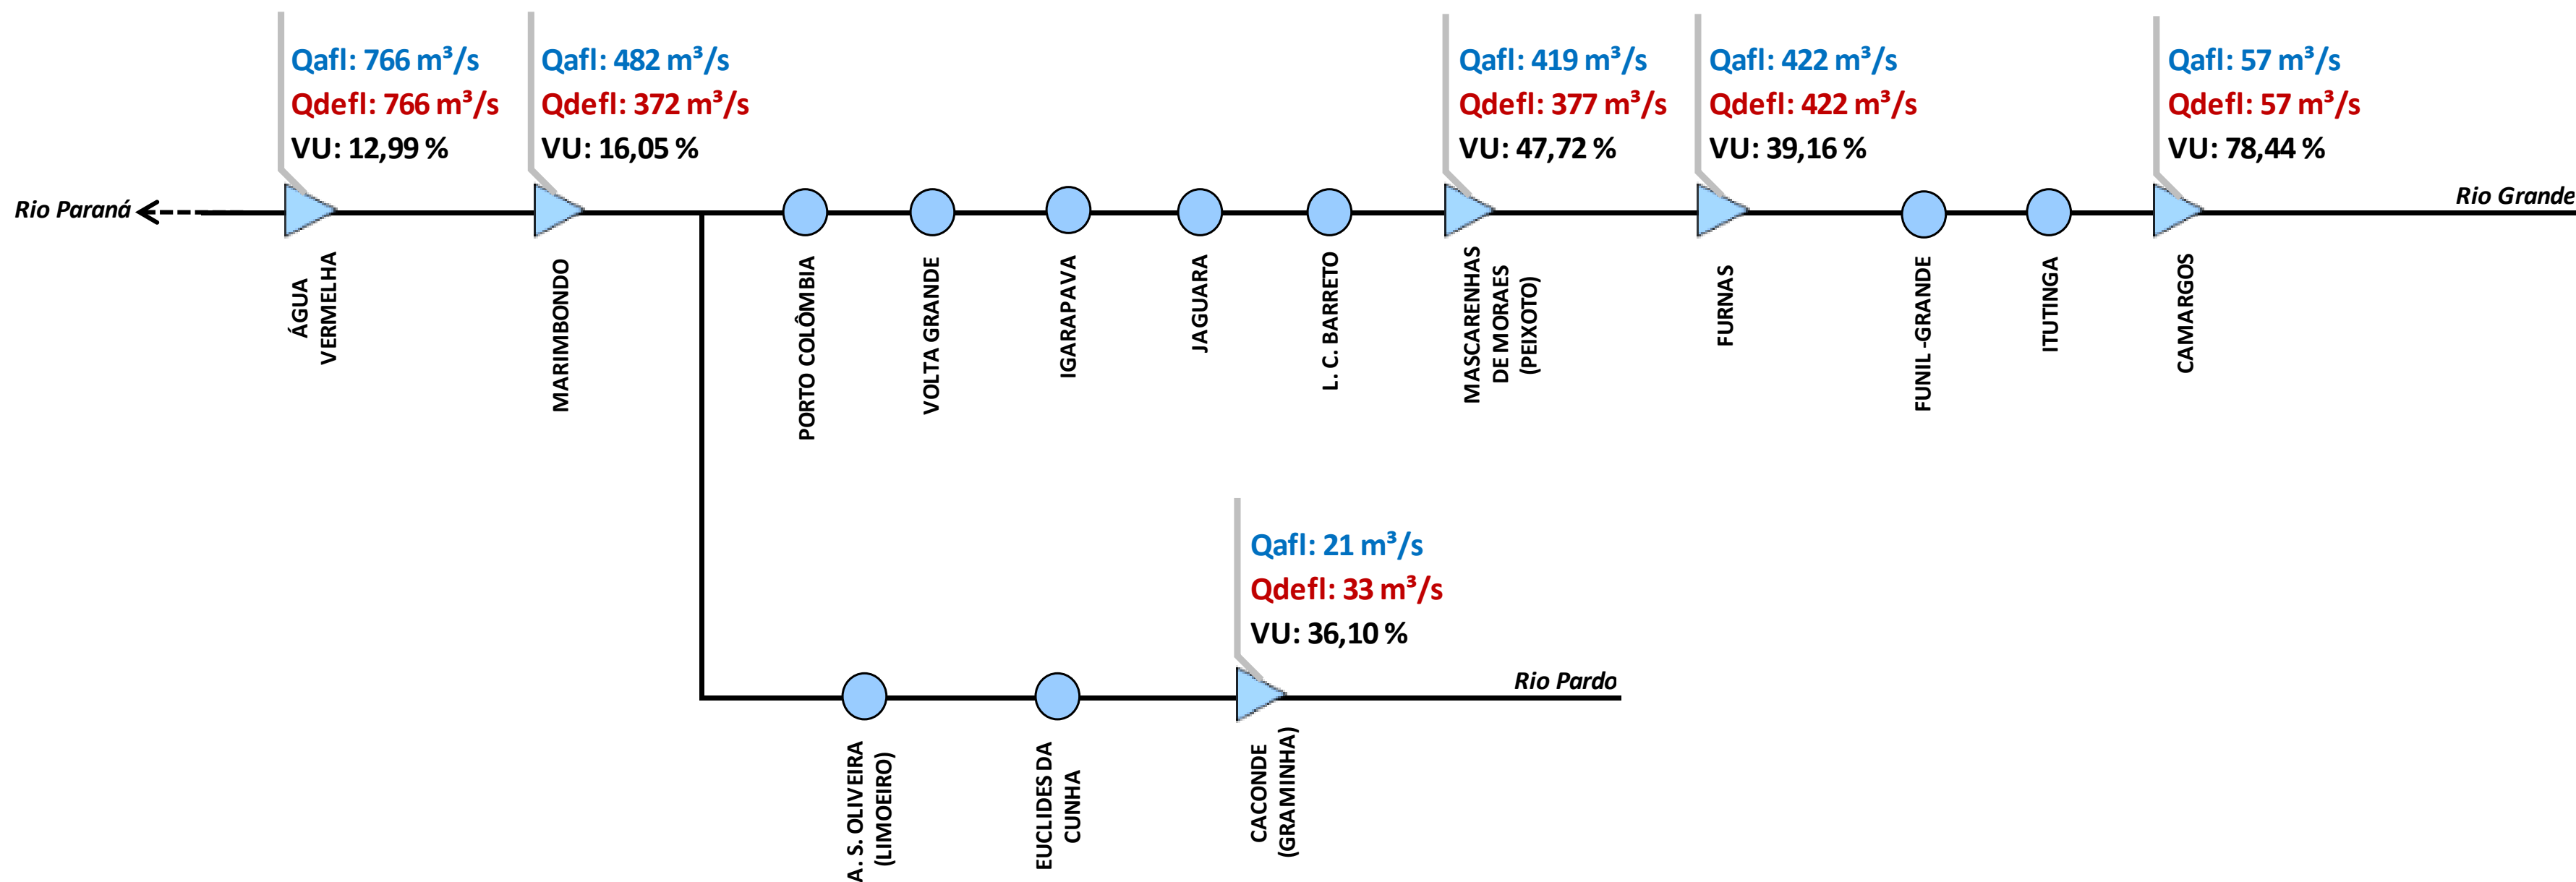 Qafl: 766 m³/s
Qdefl: 766 m³/s
VU: 12,99 %
Qafl: 482 m³/s
Qdefl: 372 m³/s
VU: 16,05 %
Qafl: 419 m³/s
Qdefl: 377 m³/s
VU: 47,72 %
Qafl: 422 m³/s
Qdefl: 422 m³/s
VU: 39,16 %
Qafl: 57 m³/s
Qdefl: 57 m³/s
VU: 78,44 %
Rio Paraná
Rio Grande
ÁGUA
VERMELHA
MARIMBONDO
PORTO COLÔMBIA
VOLTA GRANDE
IGARAPAVA
JAGUARA
L. C. BARRETO
MASCARENHAS
DE MORAES
(PEIXOTO)
FURNAS
FUNIL -GRANDE
ITUTINGA
CAMARGOS
Qafl: 21 m³/s
Qdefl: 33 m³/s
VU: 36,10 %
Rio Pardo
A. S. OLIVEIRA
(LIMOEIRO)
EUCLIDES DA
CUNHA
CACONDE
(GRAMINHA)